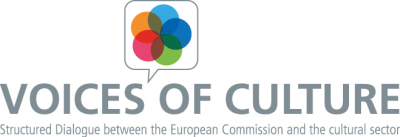 VOICES OF CULTURE
Structured Dialogue between the European Commission and the cultural sector